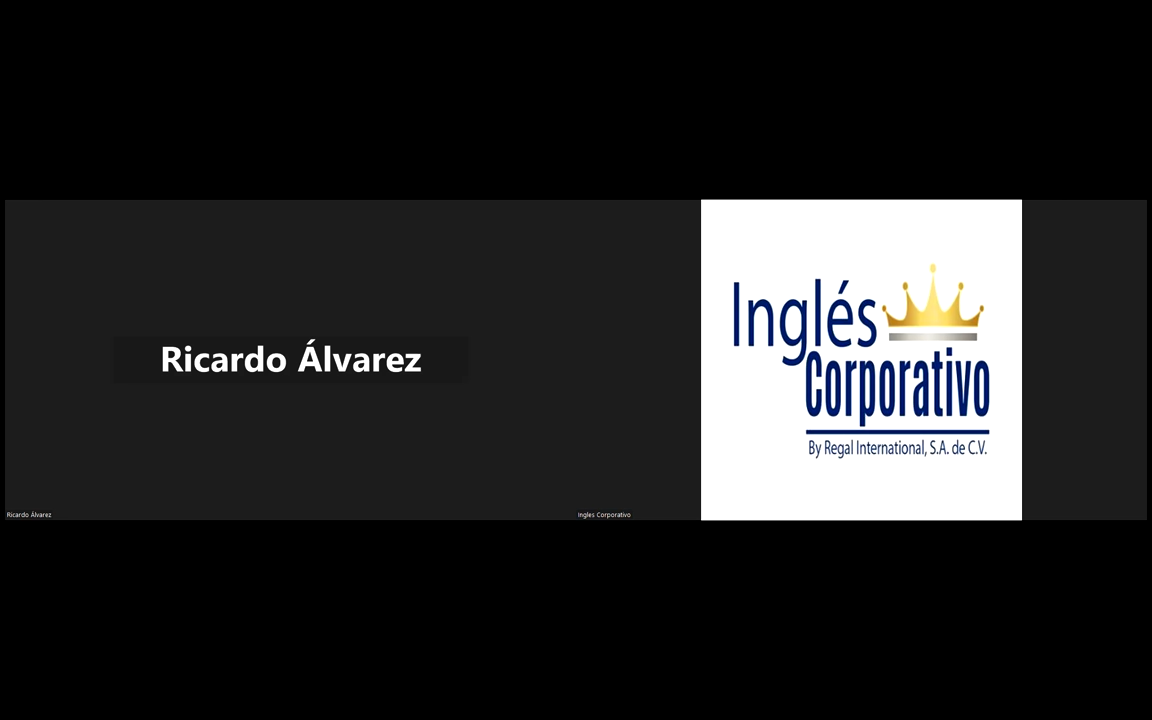 Ricardo Álvarez
Inglés
Corporativo
By Regal International, S.A. de C.V.
Ricardo Álvarez
Ingles Corporativo